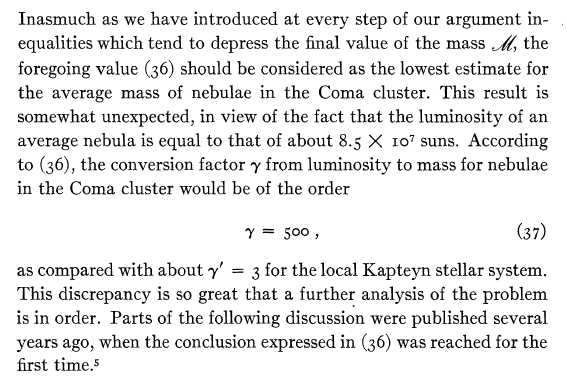 Inasmuch as we have introduced at every step of our argument in-
equalities which tend to depress the final value of the mass ℳ, the
foregoing value (36) should be considered as the lowest estimate for
the average mass of nebulae in the Coma cluster. This result is
somewhat unexpected, in view of the fact that the luminosity of an
average nebula is equal to that of about 8.5 × 10⁷ suns. According
to (36), the conversion factor γ from luminosity to mass for nebulae
in the Coma cluster would be of the order
γ = 500 , (37)
as compared with about γ′ = 3 for the local Kapteyn stellar system.
This discrepancy is so great that a further analysis of the problem
is in order. Parts of the following discussion were published several
years ago, when the conclusion expressed in (36) was reached for the
first time.⁵